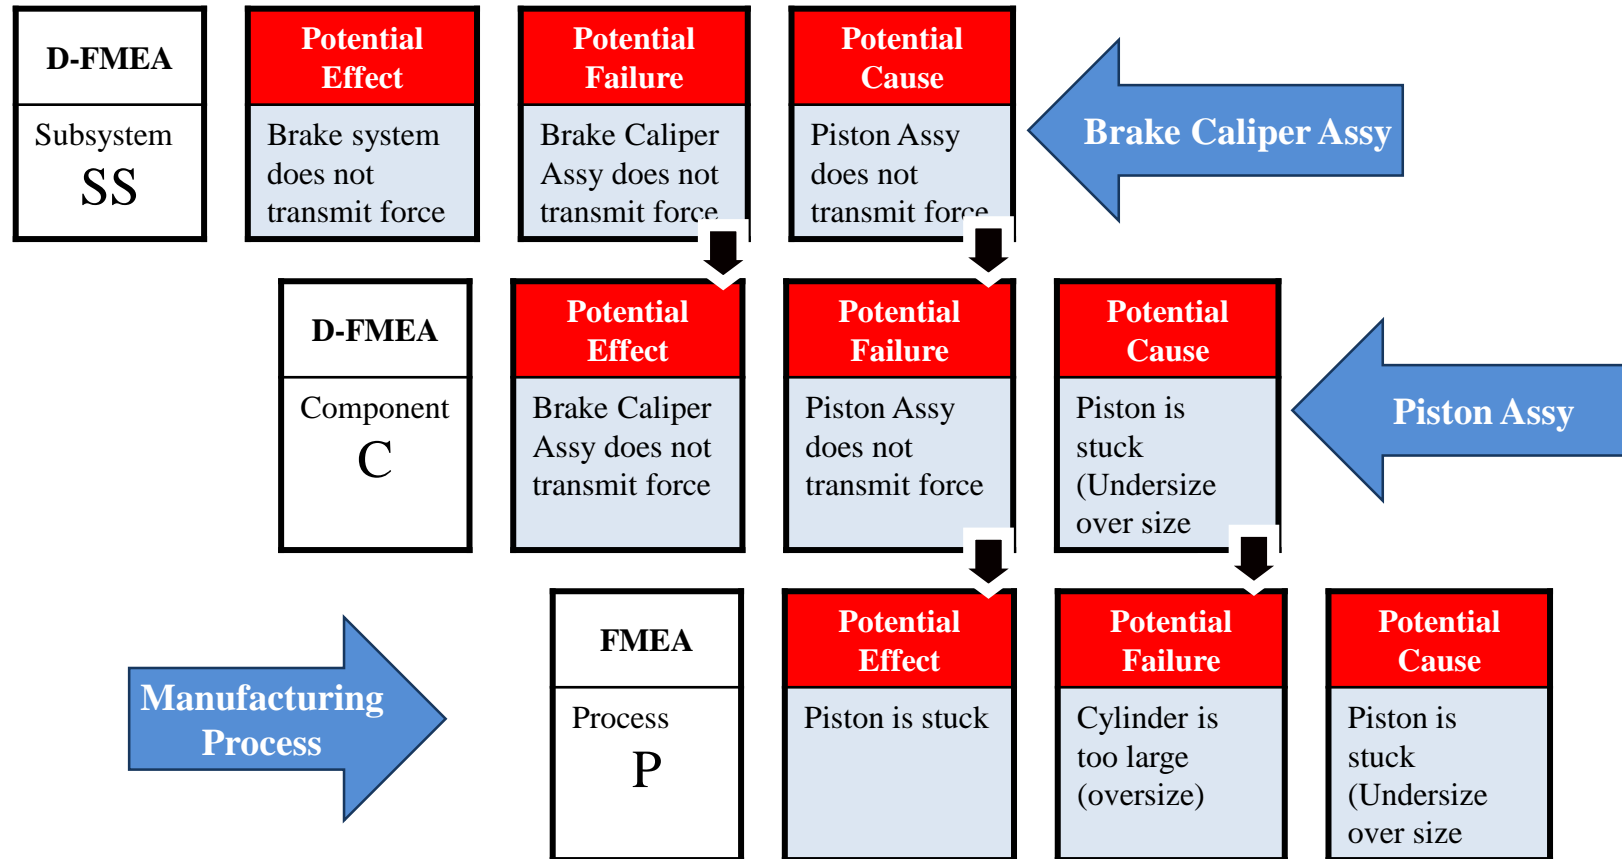 D-FMEA
Subsystem
SS
Potential
Effect
Brake system
does not
transmit force
Potential
Failure
Brake Caliper
Assy does not
transmit force
Potential
Cause
Piston Assy
does not
transmit force
Brake Caliper Assy
D-FMEA
Component
C
Potential
Effect
Brake Caliper
Assy does not
transmit force
Potential
Failure
Piston Assy
does not
transmit force
Potential
Cause
Piston is
stuck
(Undersize
over size
Piston Assy
Manufacturing
Process
FMEA
Process
P
Potential
Effect
Piston is stuck
Potential
Failure
Cylinder is
too large
(oversize)
Potential
Cause
Piston is
stuck
(Undersize
over size